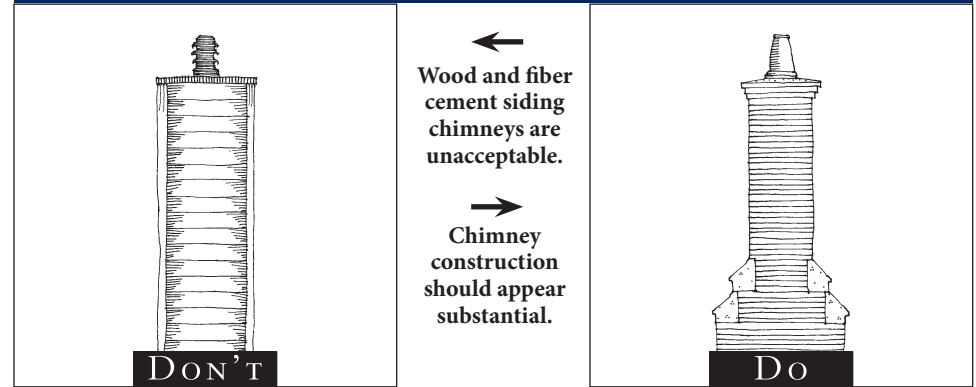 Wood and fiber
cement siding
chimneys are
unacceptable.
Chimney
construction
should appear
substantial.
Don't
Do